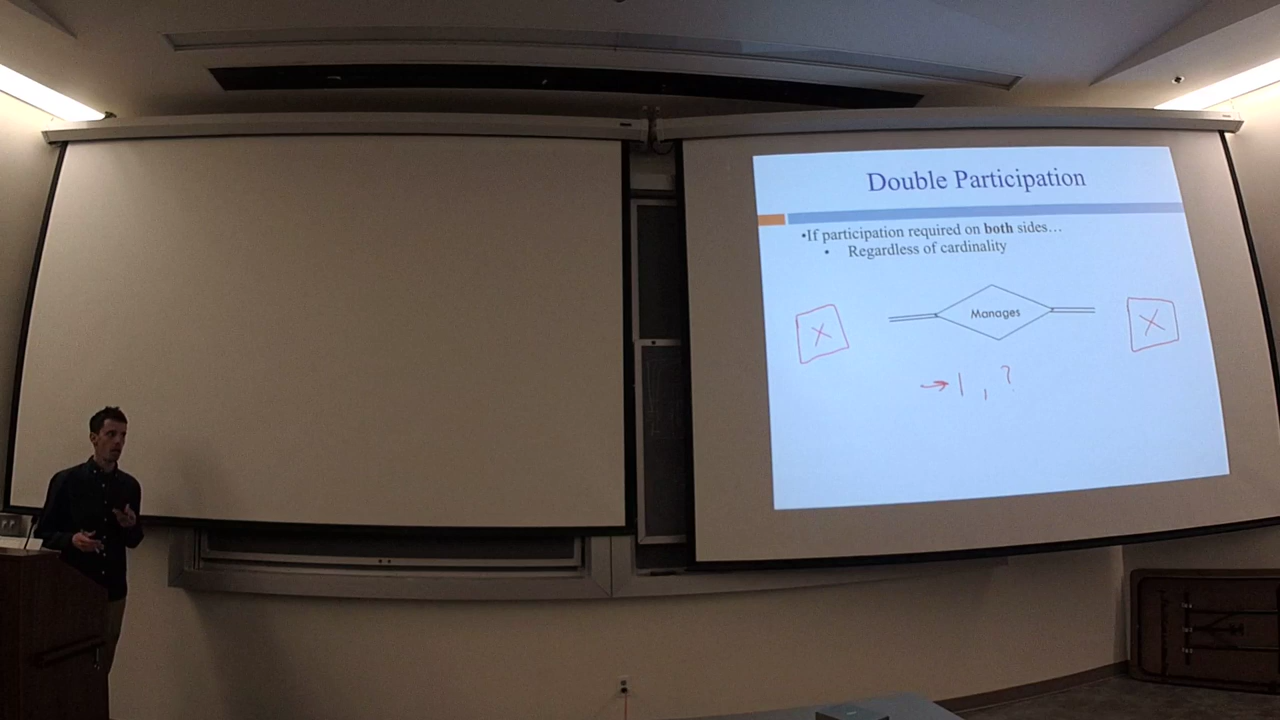 Double Participation
•If participation required on both sides…
• Regardless of cardinality
X
Manages
X
→1 , ?